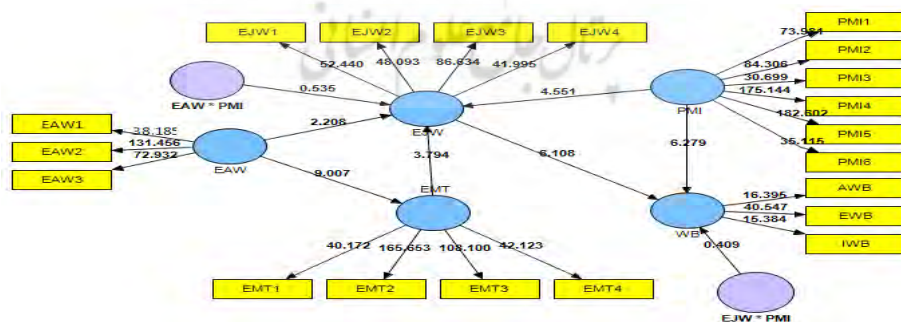 EJW1
EJW2
EJW3
EJW4
PMI1
PMI2
PMI3
PMI4
PMI5
PMI6
52.440
48.093
86.634
41.995
84.306
30.699
175.144
182.602
35.115
EAW * PMI
0.535
4.551
PMI
EAW1
EAW2
EAW3
38.185
131.456
72.932
EAW
2.208
EJW
3.794
9.007
EMT
6.108
6.279
WB
AWB
EWB
IWB
16.395
40.547
15.384
40.172
165.653
108.100
42.123
EMT1
EMT2
EMT3
EMT4
0.409
EJW * PMI